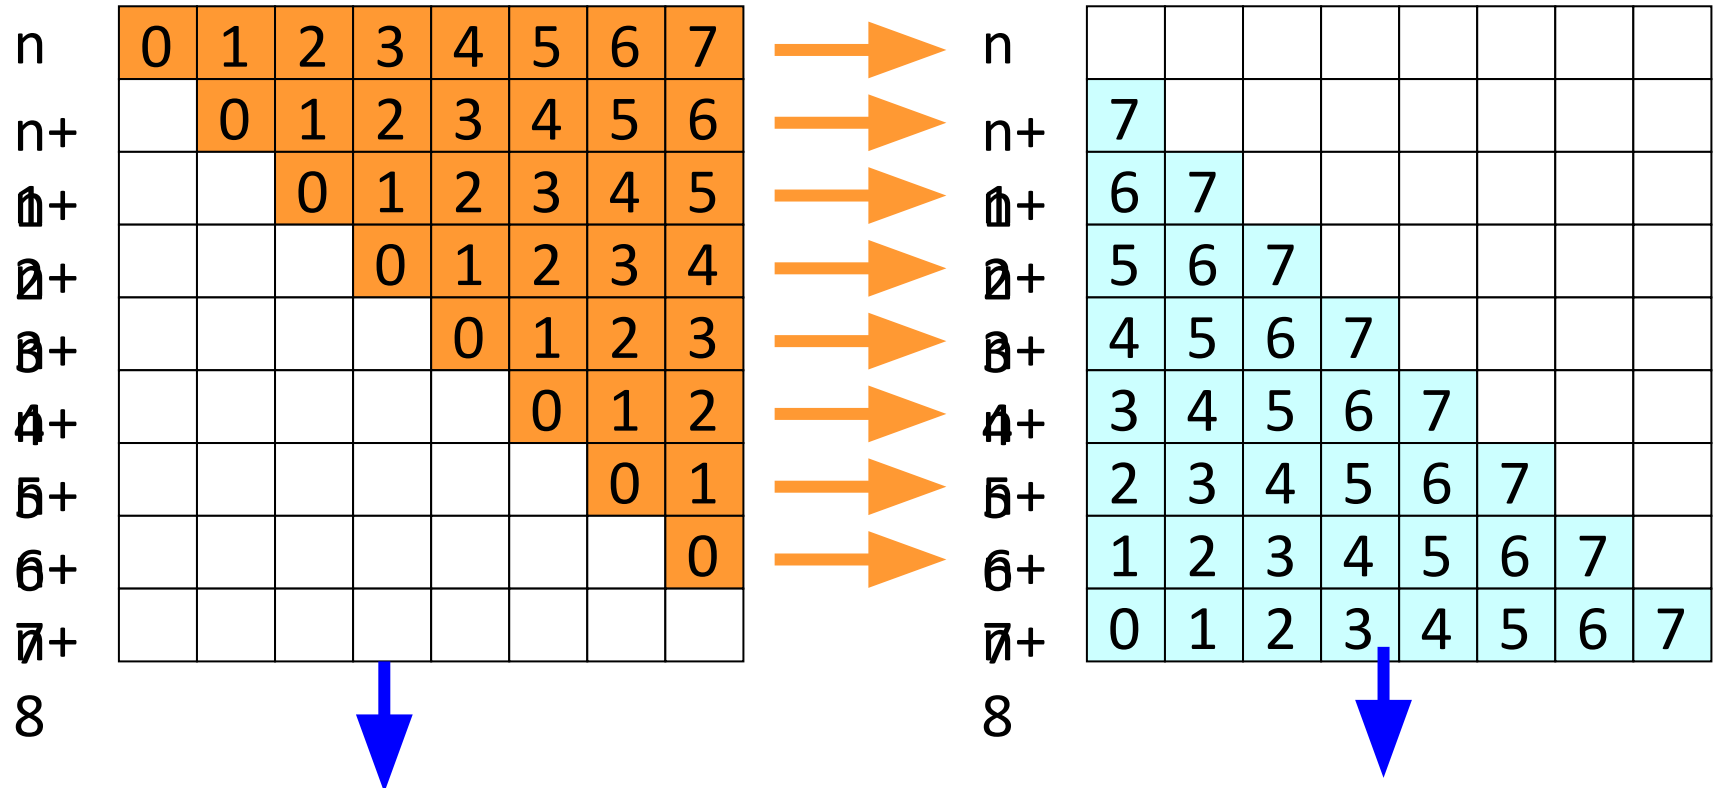 n 0 1 2 3 4 5 6 7 n
n+1 0 1 2 3 4 5 6 n+1 7
n+2 0 1 2 3 4 5 n+2 6 7
n+3 0 1 2 3 4 n+3 5 6 7
n+4 0 1 2 3 n+4 4 5 6 7
n+5 0 1 2 n+5 3 4 5 6 7
n+6 0 1 n+6 2 3 4 5 6 7
n+7 0 n+7 1 2 3 4 5 6 7
n+8 n+8 0 1 2 3 4 5 6 7